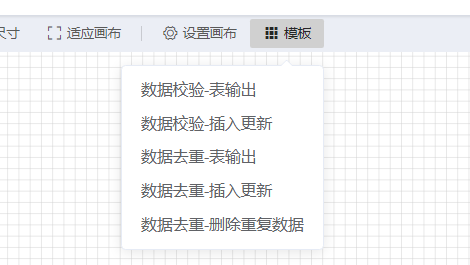 尺寸 适应画布 设置画布 模板
数据校验-表输出
数据校验-插入更新
数据去重-表输出
数据去重-插入更新
数据去重-删除重复数据